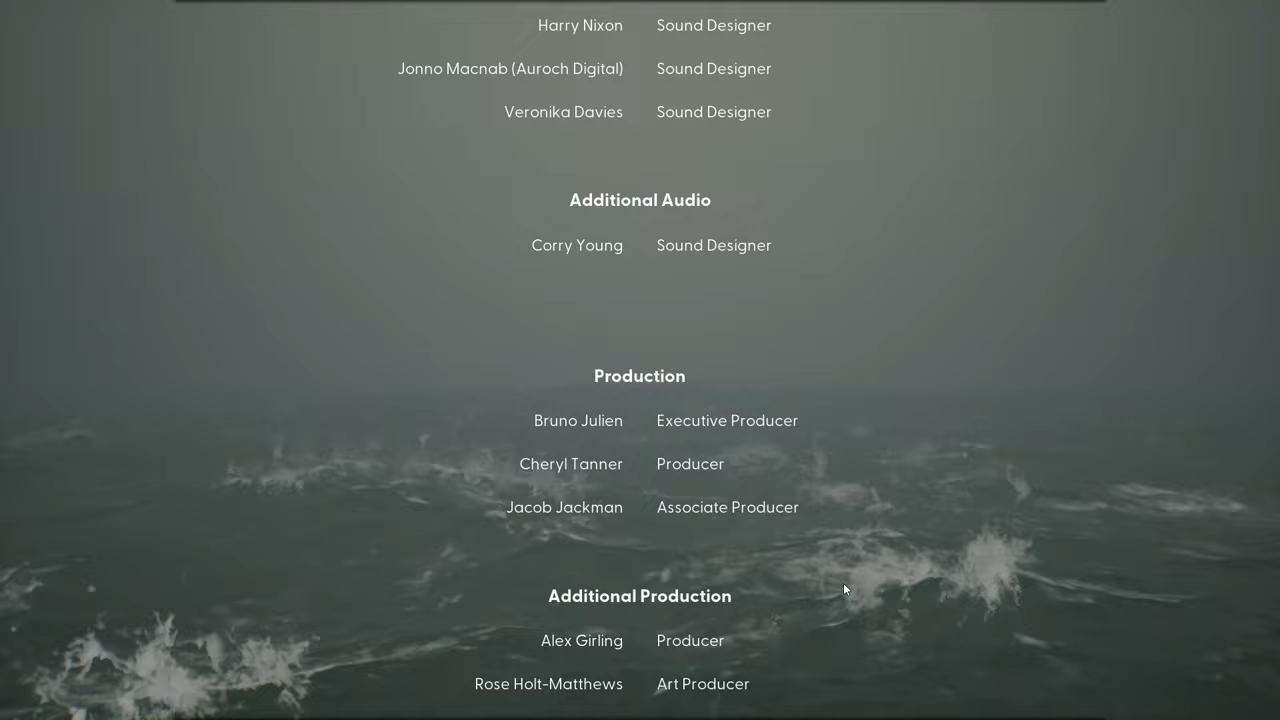 Harry Nixon Sound Designer
Jonno Macnab (Auroch Digital) Sound Designer
Veronika Davies Sound Designer
Additional Audio
Corry Young Sound Designer
Production
Bruno Julien Executive Producer
Cheryl Tanner Producer
Jacob Jackman Associate Producer
Additional Production
Alex Girling Producer
Rose Holt-Matthews Art Producer